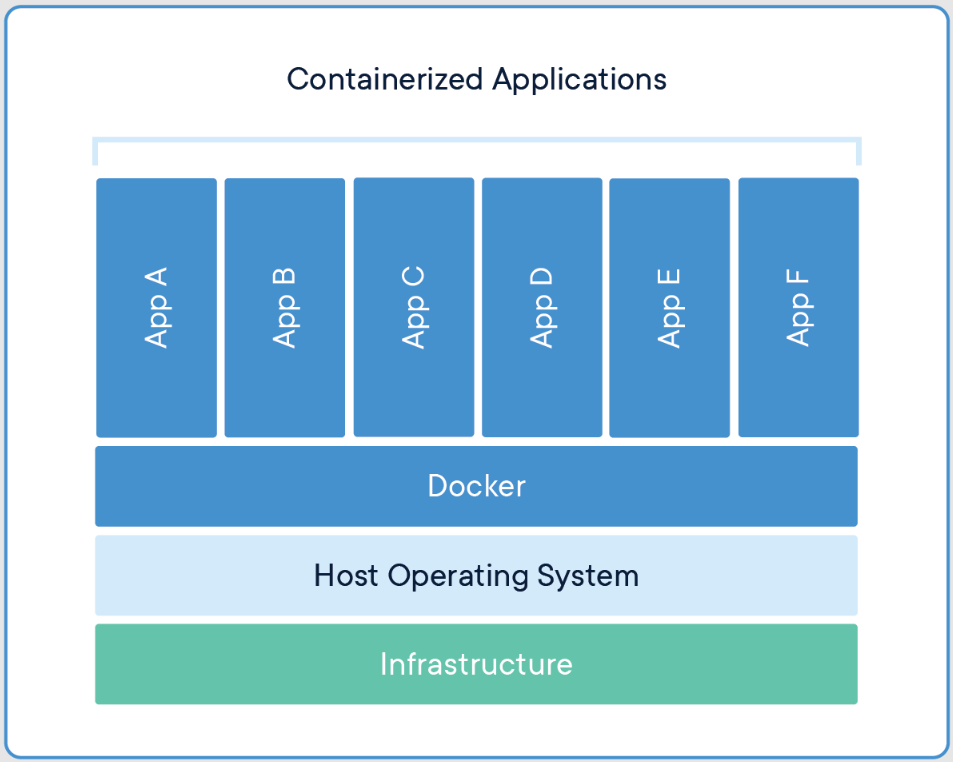 Containerized Applications
App A
App B
App C
App D
App E
App F
Docker
Host Operating System
Infrastructure